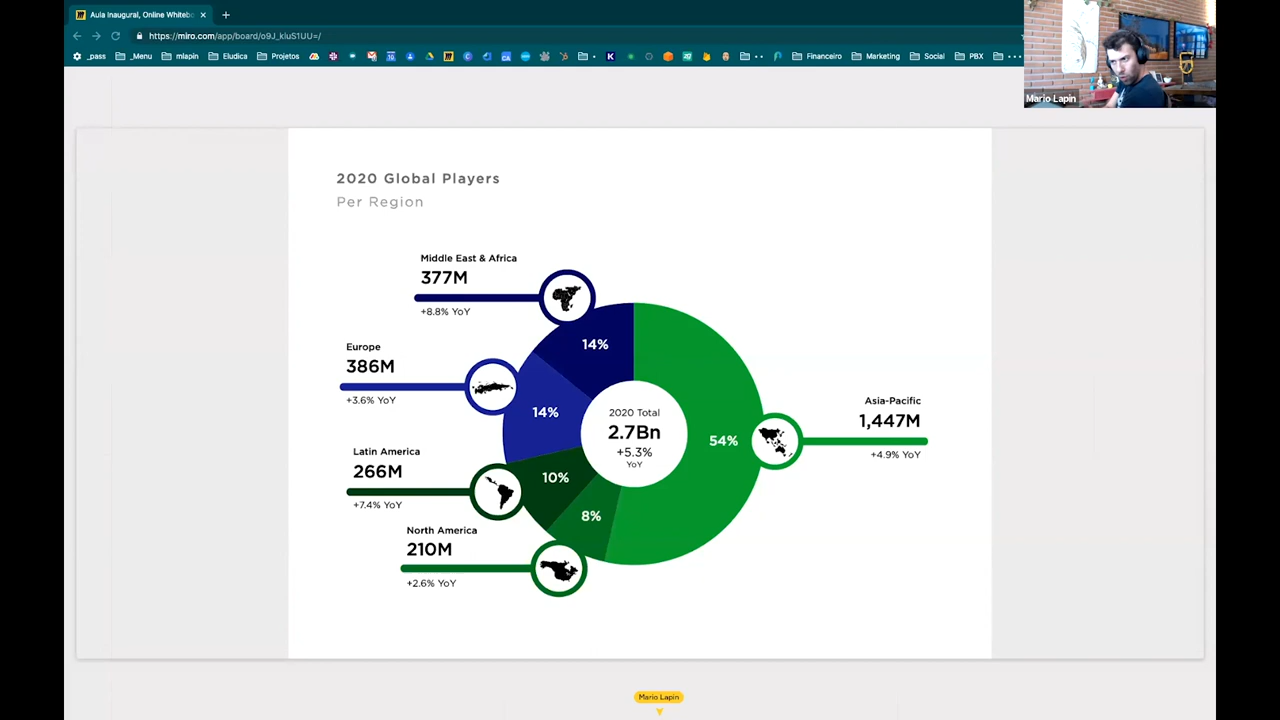 Aula Inaugural, Online Whitebo
https://miro.com/app/board/o9J_kluS1UU=/
_pass
_Menu
mlapin
Eludica
Projetos
Financeiro
Marketing
Social
PBX
Mario Lapin
2020 Global Players
Per Region
Middle East & Africa
377M
+8.8% YoY
14%
Europe
386M
+3.6% YoY
14%
2020 Total
2.7Bn
+5.3%
YoY
54%
Asia-Pacific
1,447M
+4.9% YoY
Latin America
266M
+7.4% YoY
10%
North America
210M
+2.6% YoY
8%
Mario Lapin